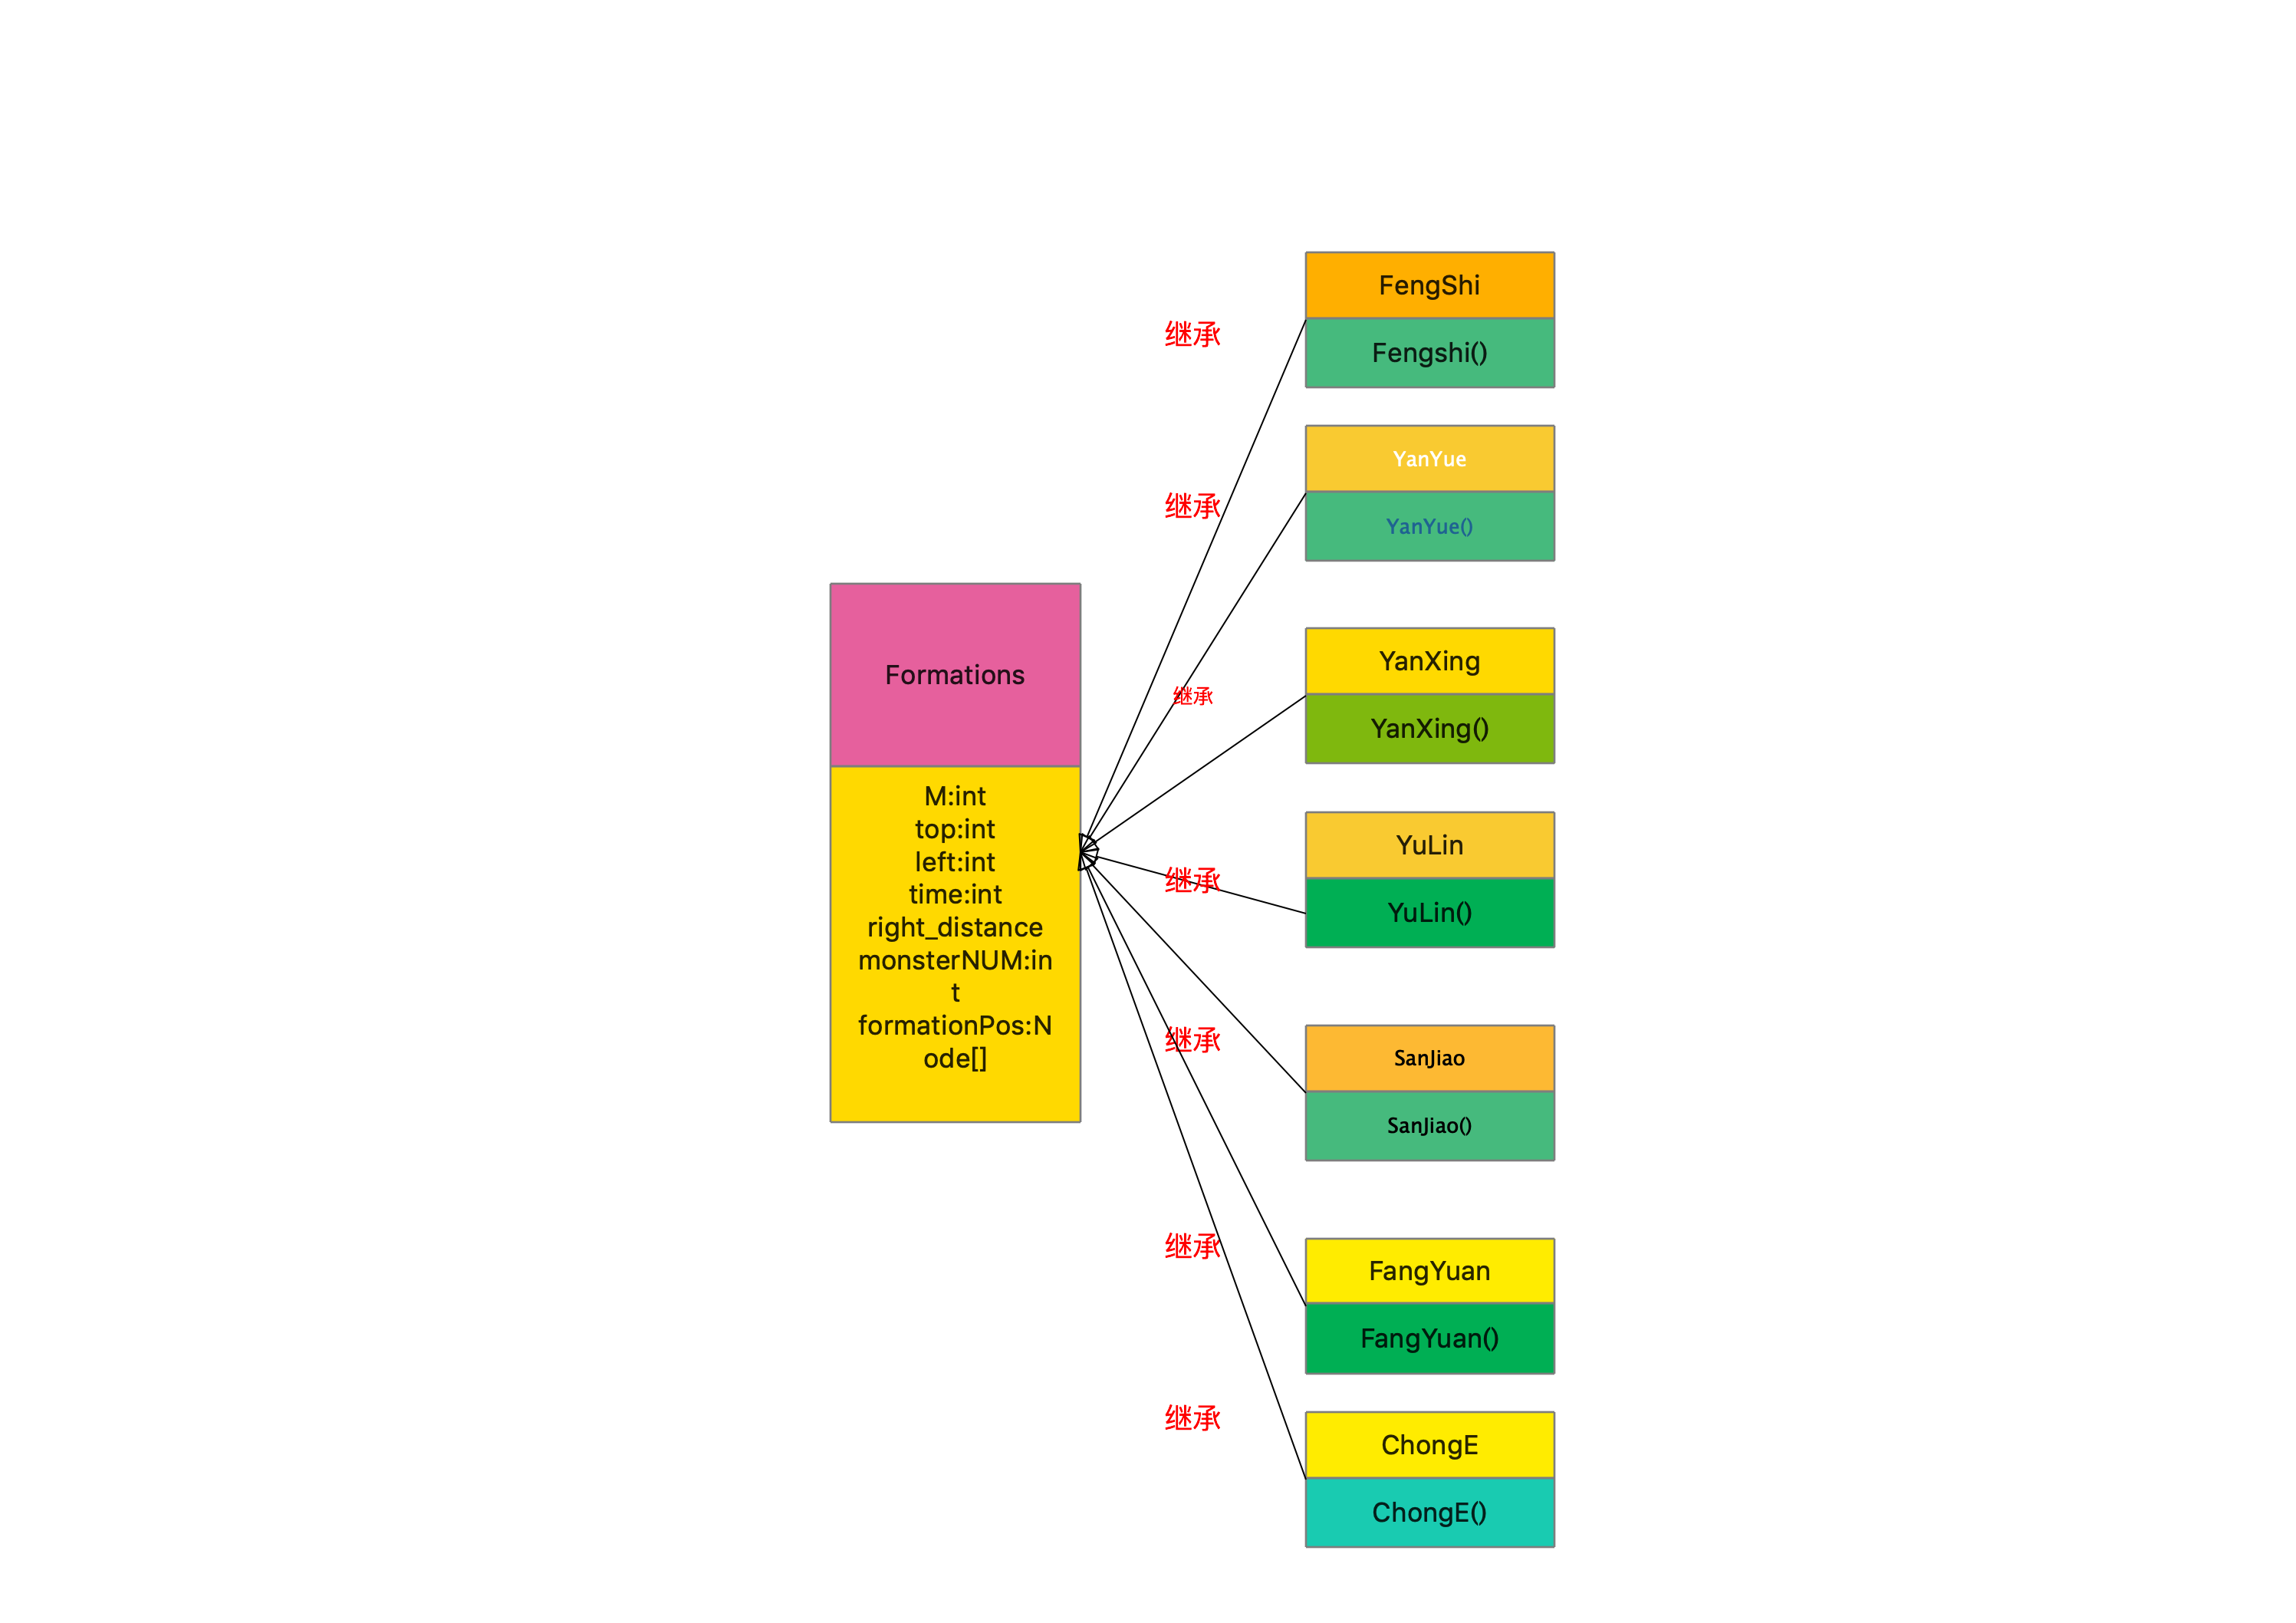 Formations
M:int
top:int
left:int
time:int
right_distance
monsterNUM:in
t
formationPos:N
ode[]
继承
继承
继承
继承
继承
继承
继承
FengShi
Fengshi()
YanYue
YanYue()
YanXing
YanXing()
YuLin
YuLin()
SanJiao
SanJiao()
FangYuan
FangYuan()
ChongE
ChongE()